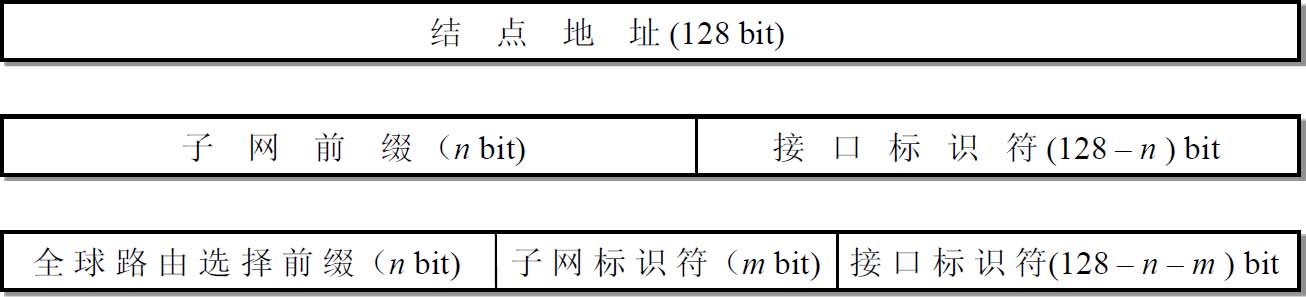 结点地址(128 bit)
子网前缀（n bit) 接口标识符(128 – n ) bit
全球路由选择前缀（n bit) 子网标识符（m bit) 接口标识符(128 – n – m ) bit